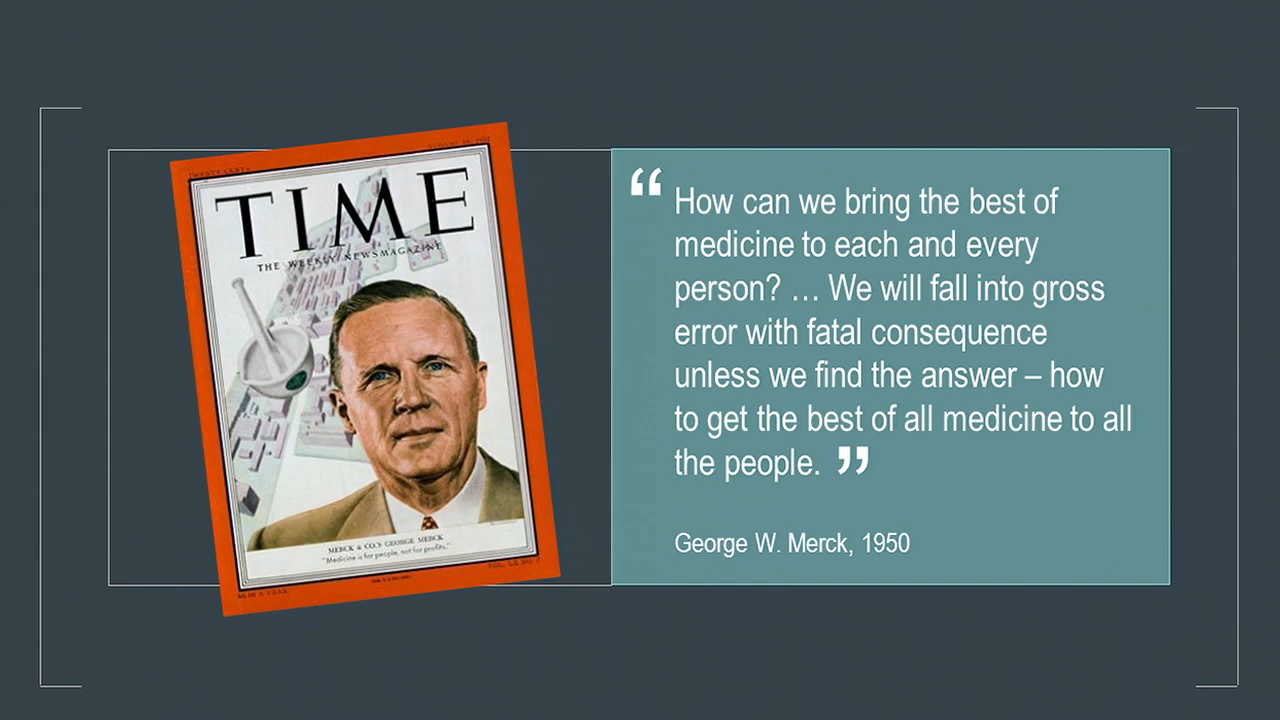 TWENTY CENTS
TIME
THE WEEKLY NEWSMAGAZINE
MERCK & CO.'S GEORGE MERCK
"Medicine is for people, not for profits."
“ How can we bring the best of
medicine to each and every
person? … We will fall into gross
error with fatal consequence
unless we find the answer – how
to get the best of all medicine to all
the people. ”
George W. Merck, 1950